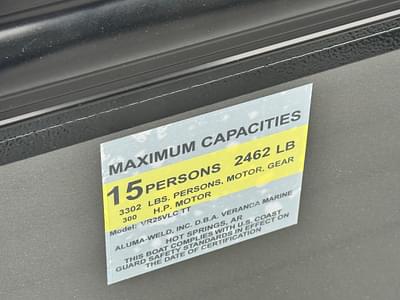 MAXIMUM CAPACITIES
15 PERSONS 2462 LB
3302 LBS. PERSONS, MOTOR, GEAR
300 H.P. MOTOR
Model: VR25VLC TT
ALUMA-WELD, INC. D.B.A. VERANDA MARINE
HOT SPRINGS, AR
THIS BOAT COMPLIES WITH U.S. COAST
GUARD SAFETY STANDARDS IN EFFECT ON
THE DATE OF CERTIFICATION